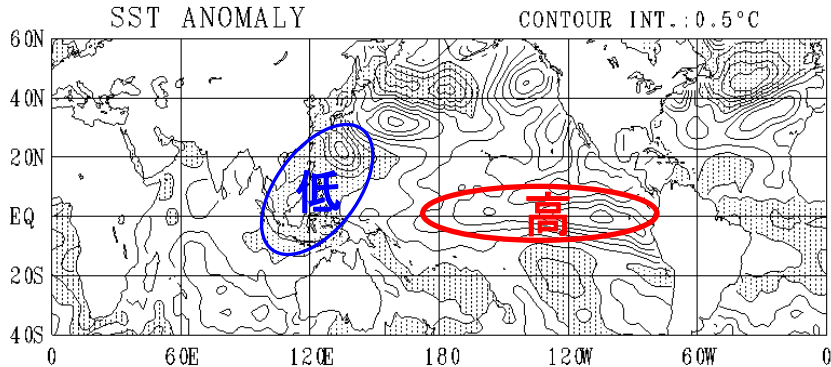 SST ANOMALY CONTOUR INT.:0.5°C
60N
40N
20N
低
EQ
高
20S
40S
0 60E 120E 180 120W 60W 0